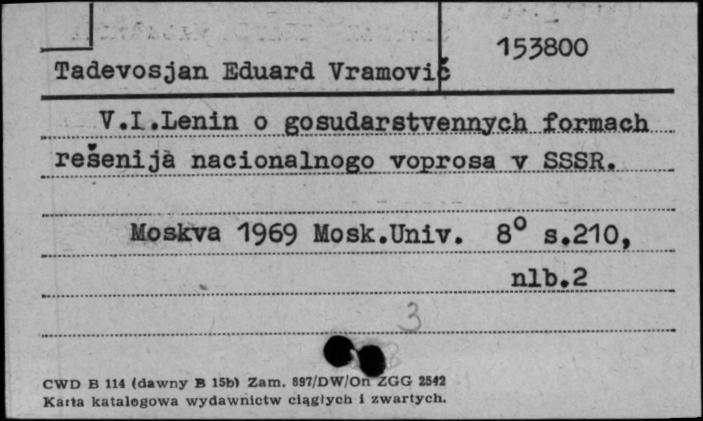 153800
Tadevosjan Eduard Vramovič
V.I.Lenin o gosudarstvennych formach
rešenija nacionalnogo voprosa v SSSR.
Moskva 1969 Mosk.Univ. 8° s.210,
nlb.2
3
CWD B 114 (dawny B 15b) Zam. 897/DW/On ZGG 2542
Karta katalogowa wydawnictw ciągłych i zwartych.